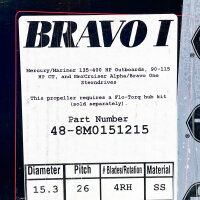 BRAVO I
Mercury/Mariner 135-400 HP Outboards, 90-115
HP CT, and MerCruiser Alpha/Bravo One
Sterndrives
This propeller requires a Flo-Torq hub kit
(sold separately).
Part Number
48-8M0151215
Diameter Pitch # Blades/Rotation Material
15.3 26 4RH SS